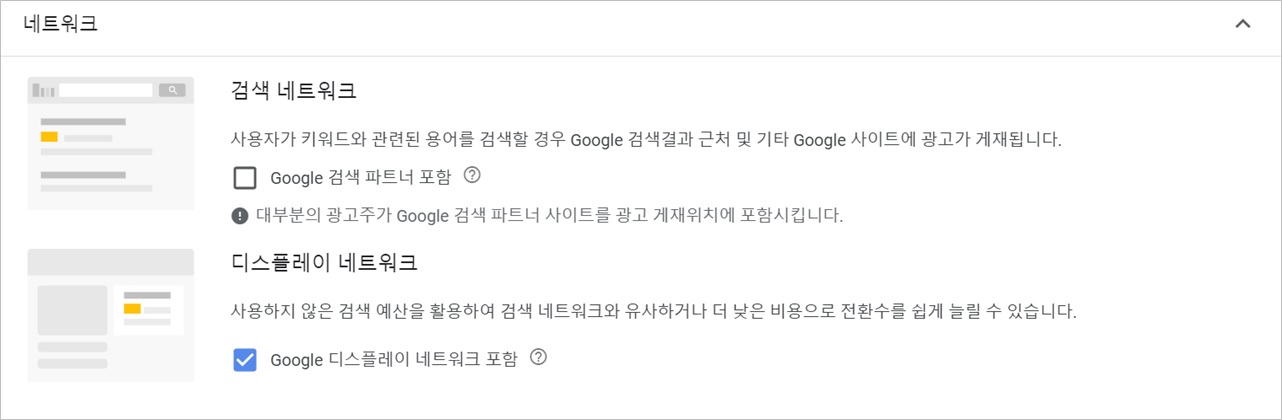 네트워크
검색 네트워크
사용자가 키워드와 관련된 용어를 검색할 경우 Google 검색결과 근처 및 기타 Google 사이트에 광고가 게재됩니다.
Google 검색 파트너 포함
대부분의 광고주가 Google 검색 파트너 사이트를 광고 게재위치에 포함시킵니다.
디스플레이 네트워크
사용하지 않은 검색 예산을 활용하여 검색 네트워크와 유사하거나 더 낮은 비용으로 전환수를 쉽게 늘릴 수 있습니다.
Google 디스플레이 네트워크 포함